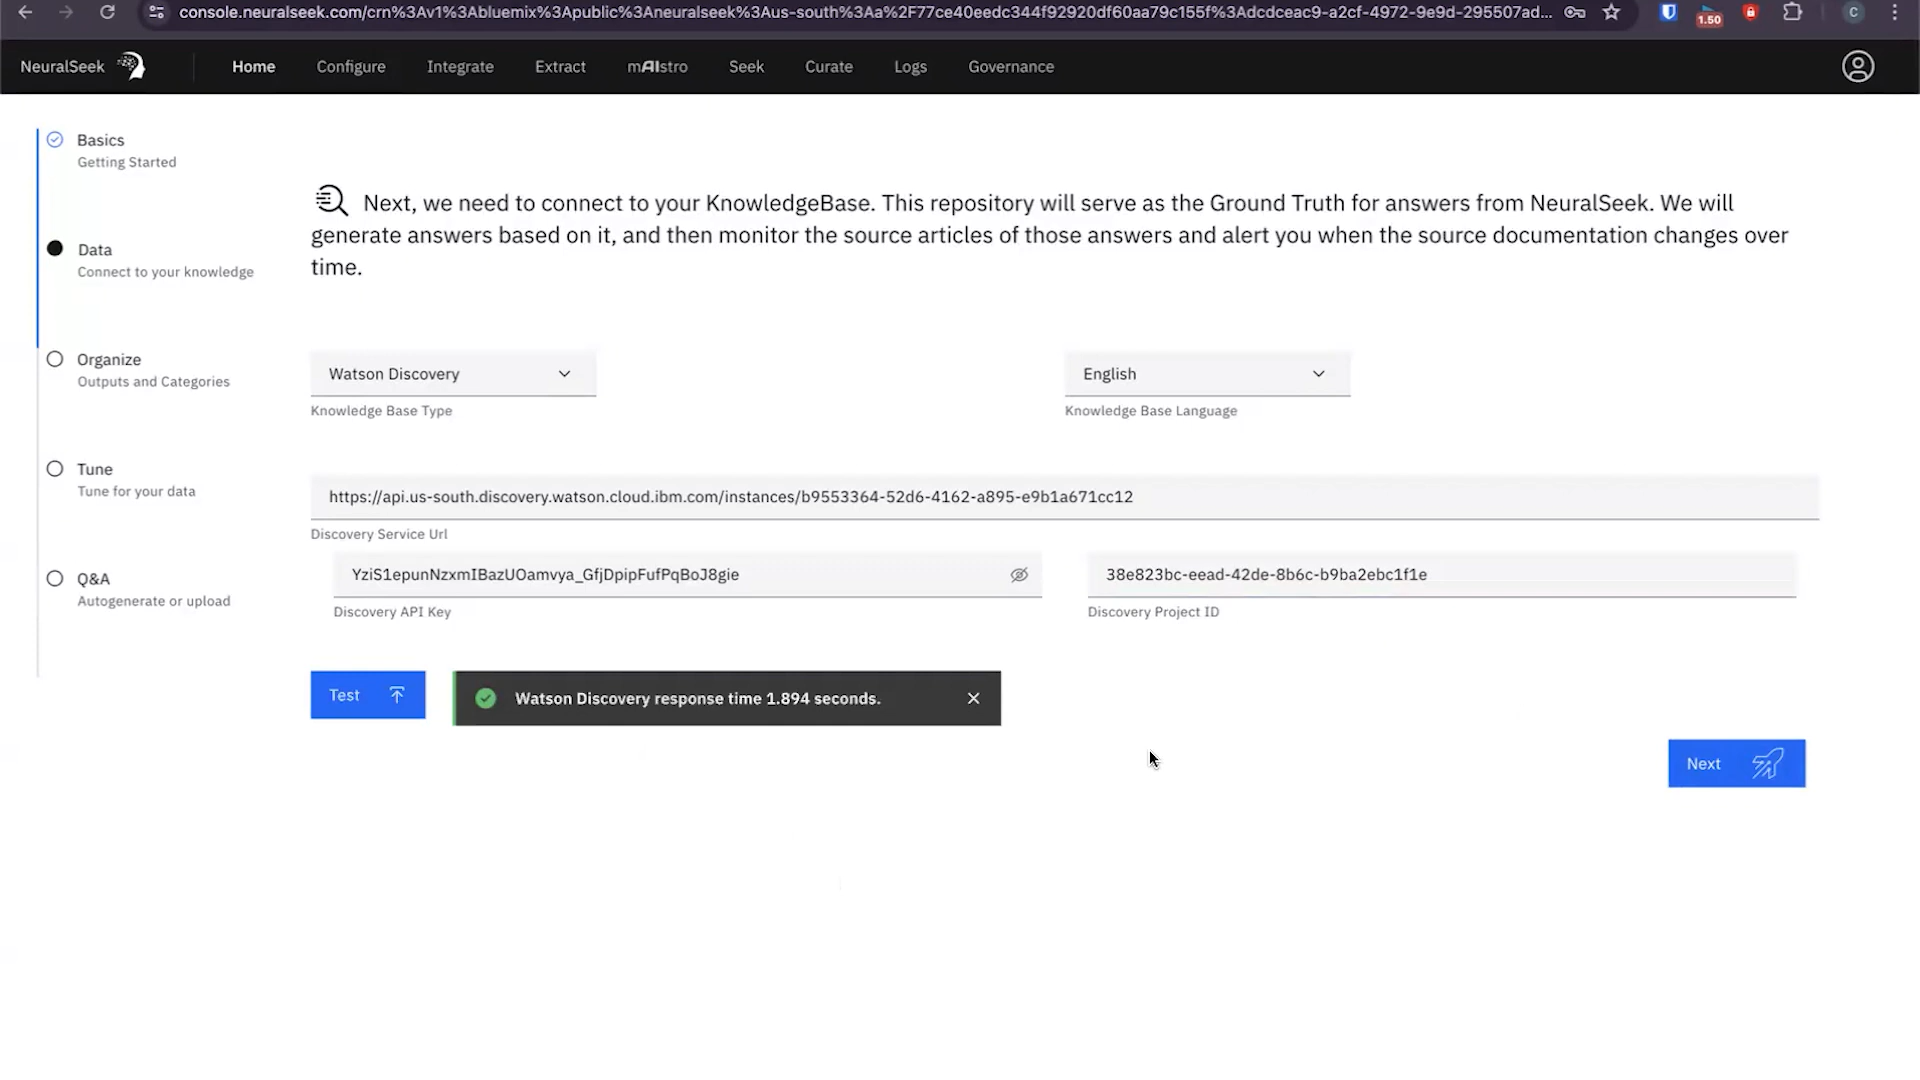 console.neuralseek.com/crn%3Av1%3Abluemix%3Apublic%3Aneuralseek%3Aus-south%3Aa%2F77ce40eedc344f92920df60aa79c155f%3Adcdceac9-a2cf-4972-9e9d-295507ad...
1.50
C
NeuralSeek
Home
Configure
Integrate
Extract
mAIstro
Seek
Curate
Logs
Governance
Basics
Getting Started
Data
Connect to your knowledge
Organize
Outputs and Categories
Tune
Tune for your data
Q&A
Autogenerate or upload
Next, we need to connect to your KnowledgeBase. This repository will serve as the Ground Truth for answers from NeuralSeek. We will
generate answers based on it, and then monitor the source articles of those answers and alert you when the source documentation changes over
time.
Watson Discovery
Knowledge Base Type
English
Knowledge Base Language
https://api.us-south.discovery.watson.cloud.ibm.com/instances/b9553364-52d6-4162-a895-e9b1a671cc12
Discovery Service Url
YziS1epunNzxmIBazUOamvya_GfjDpipFufPqBoJ8gie
Discovery API Key
38e823bc-eead-42de-8b6c-b9ba2ebc1f1e
Discovery Project ID
Test
Watson Discovery response time 1.894 seconds.
Next